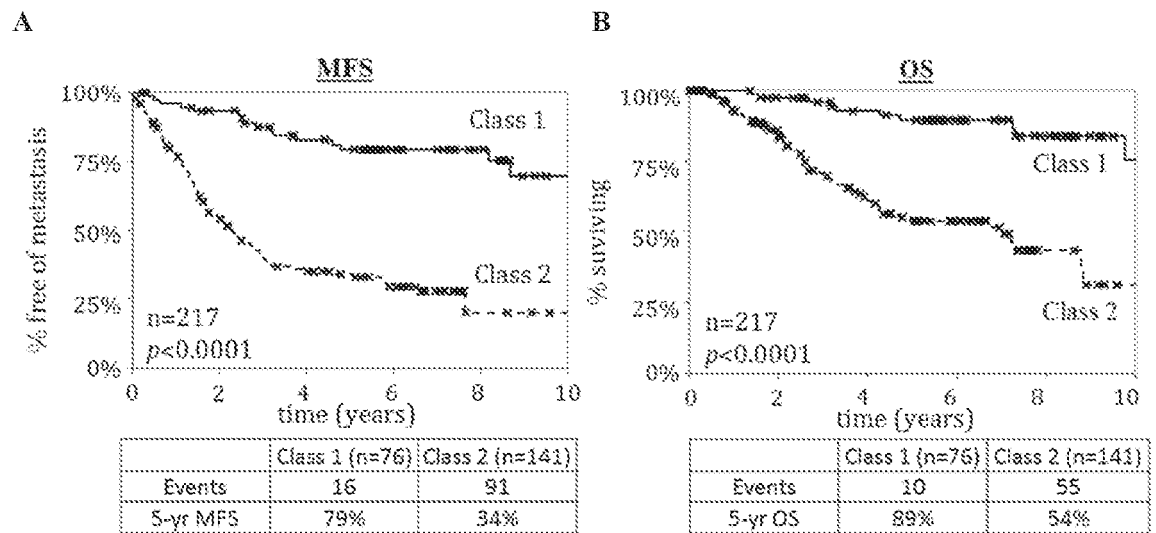 A
MFS
% free of metastasis
100%
75%
50%
25%
0%
Class 1
Class 2
n=217
p<0.0001
0 2 4 6 8 10
time (years)
Class 1 (n=76) Class 2 (n=141)
Events 16 91
5-yr MFS 79% 34%
B
OS
% suviving
100%
75%
50%
25%
0%
Class 1
Class 2
n=217
p<0.0001
0 2 4 6 8 10
time (years)
Class 1 (n=76) Class 2 (n=141)
Events 10 55
5-yr OS 89% 54%